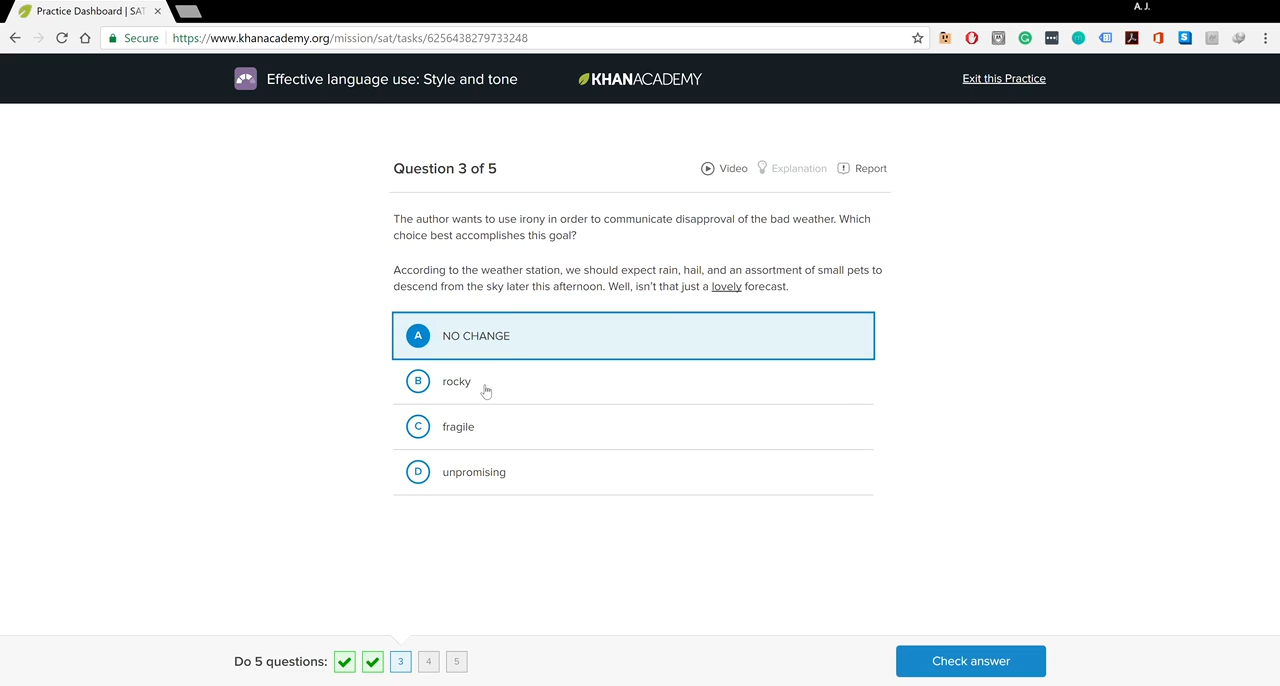 A. J.
Practice Dashboard | SAT
Secure https://www.khanacademy.org/mission/sat/tasks/6256438279733248
Effective language use: Style and tone
KHANACADEMY
Exit this Practice
Question 3 of 5
Video
Explanation
Report
The author wants to use irony in order to communicate disapproval of the bad weather. Which
choice best accomplishes this goal?
According to the weather station, we should expect rain, hail, and an assortment of small pets to
descend from the sky later this afternoon. Well, isn't that just a lovely forecast.
A NO CHANGE
B rocky
C fragile
D unpromising
Do 5 questions: 3 4 5
Check answer